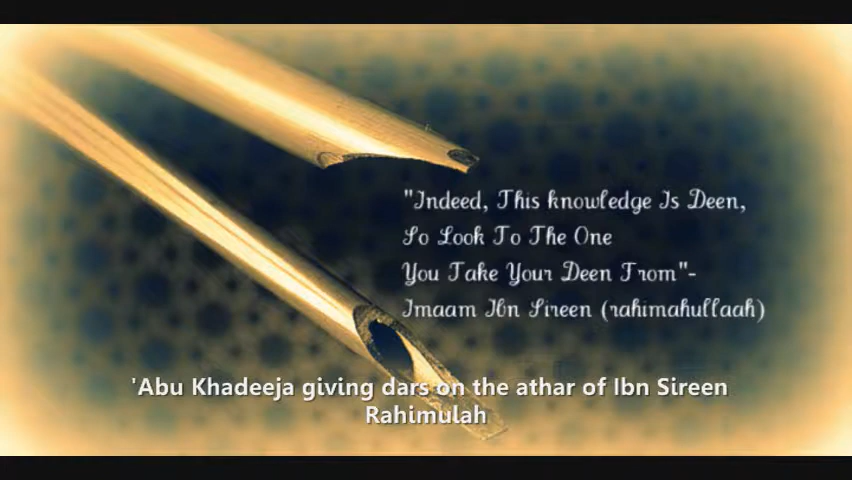 "Indeed, This knowledge Is Deen,
So Look To The One
You Take Your Deen From"-
Imaam Ibn Sireen (rahimahullaah)
'Abu Khadeeja giving dars on the athar of Ibn Sireen
Rahimulah